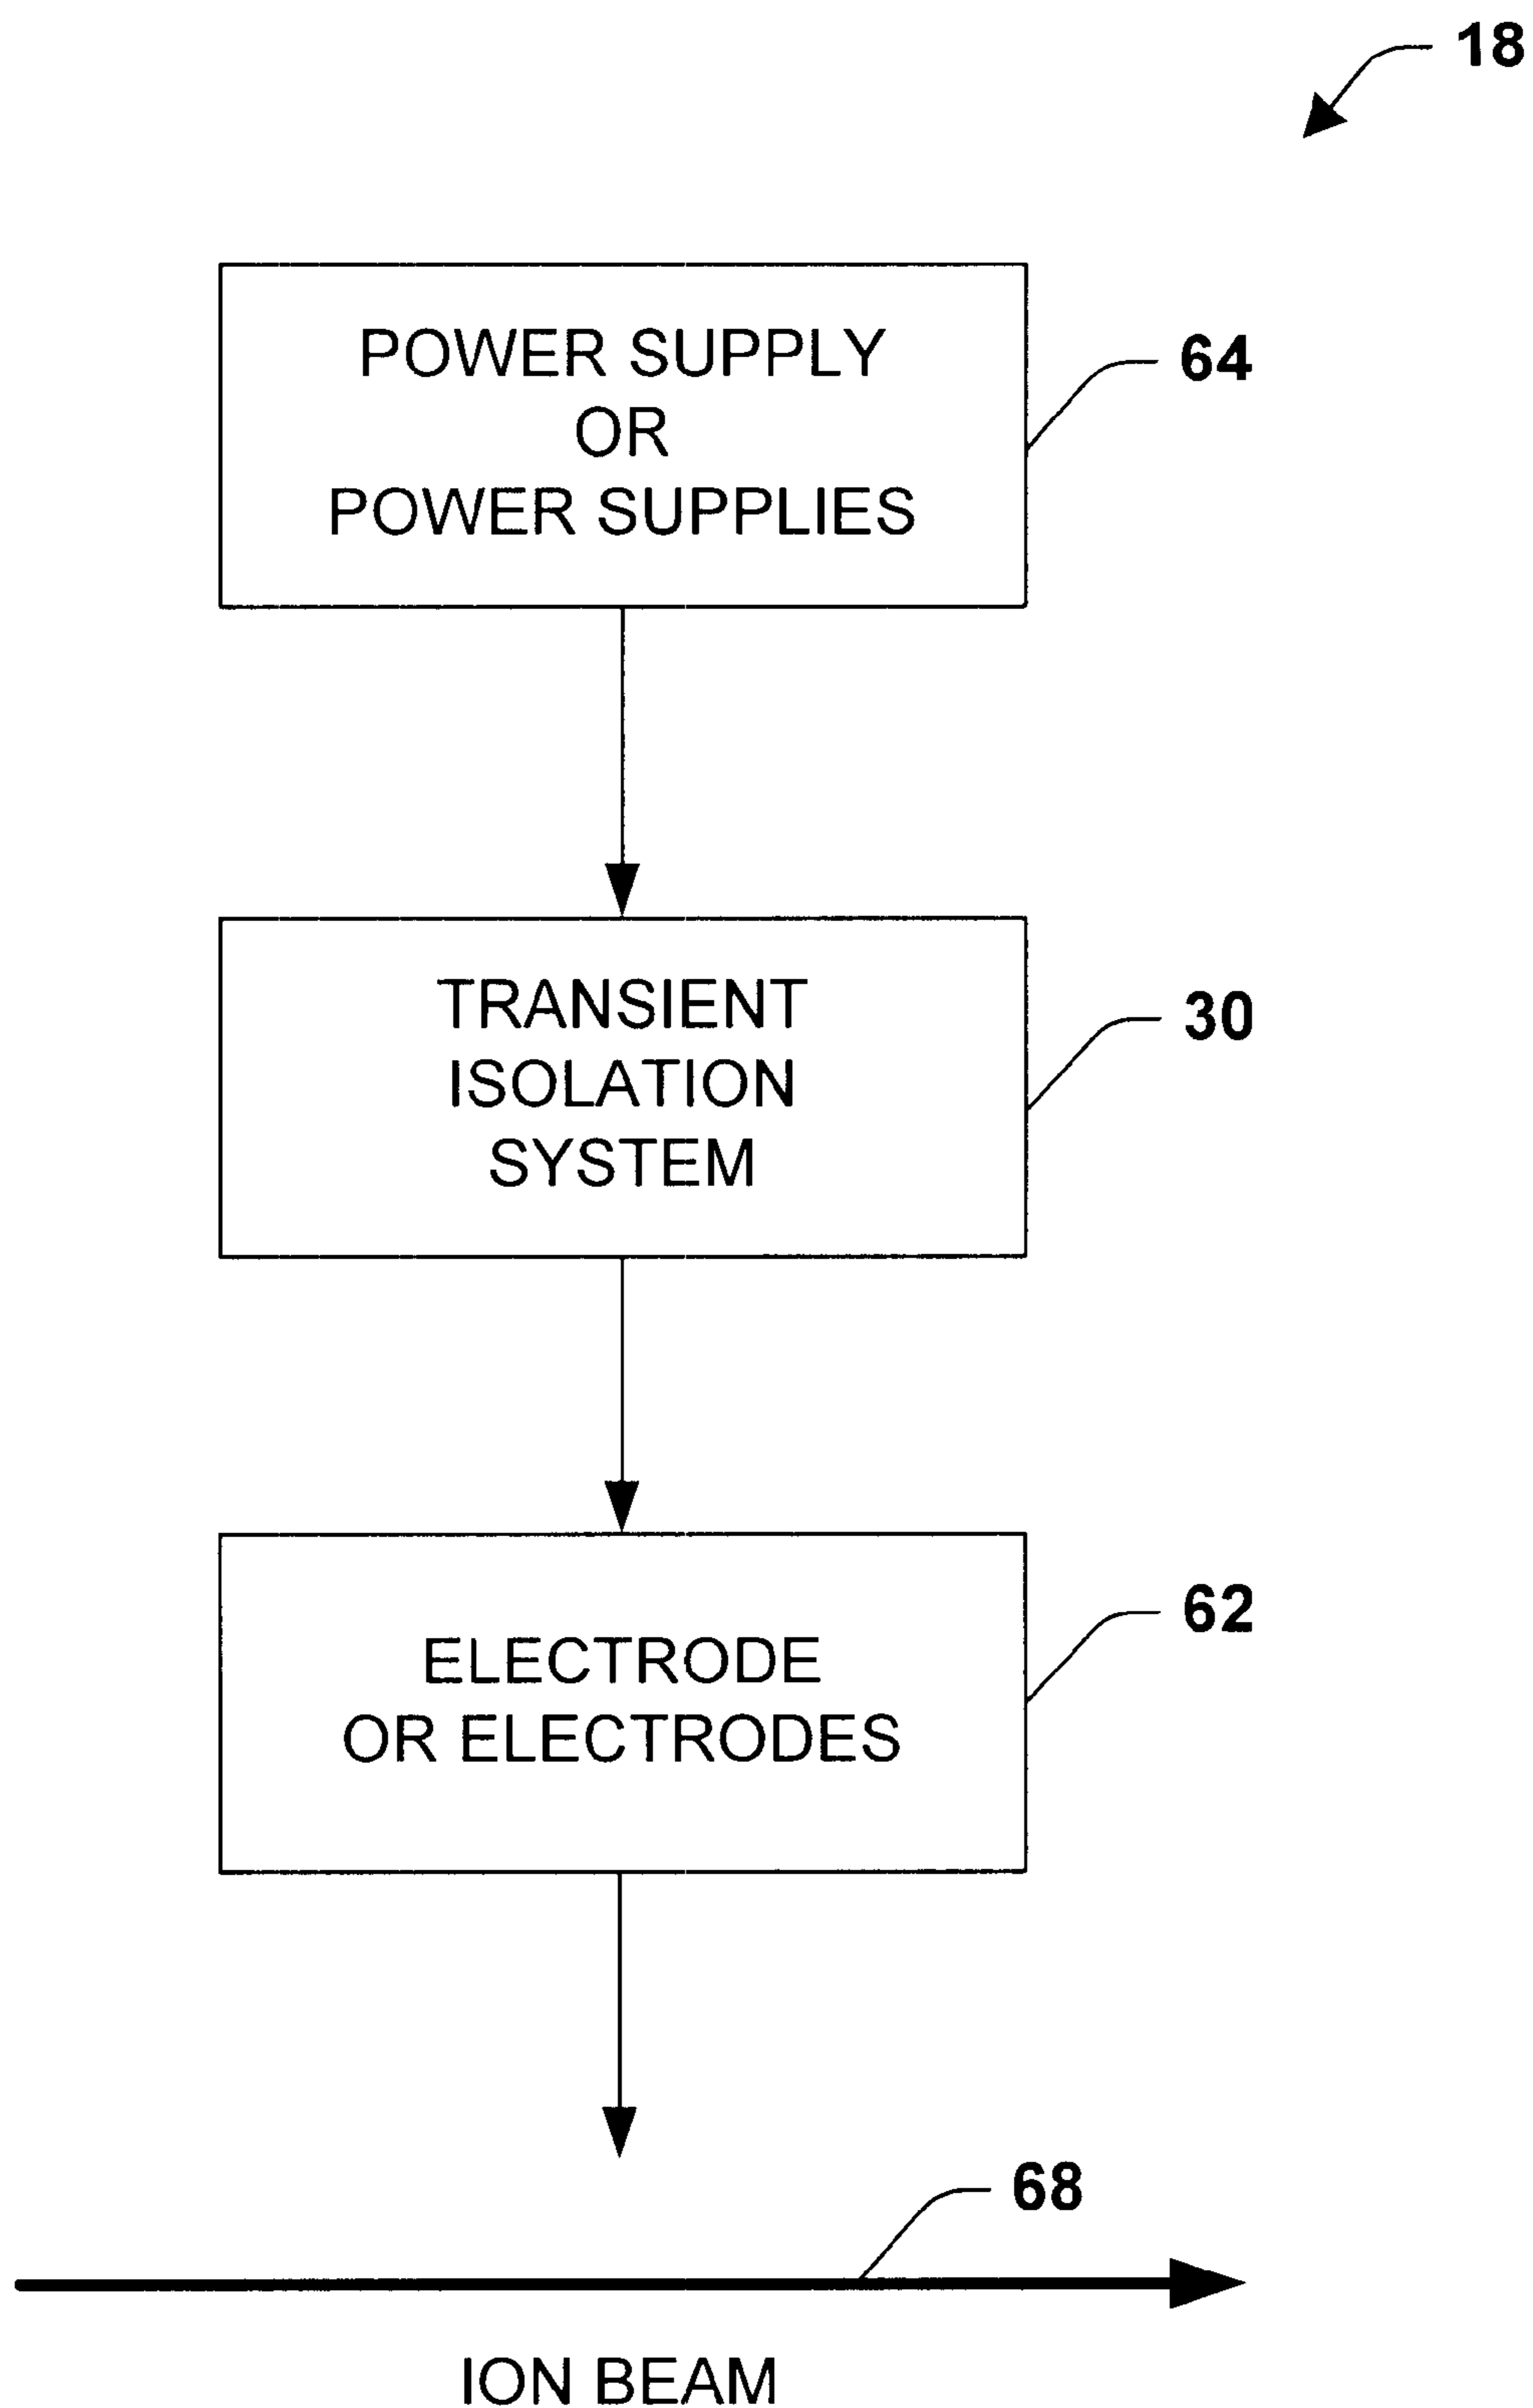 18
POWER SUPPLY
OR
POWER SUPPLIES
64
TRANSIENT
ISOLATION
SYSTEM
30
ELECTRODE
OR ELECTRODES
62
68
ION BEAM